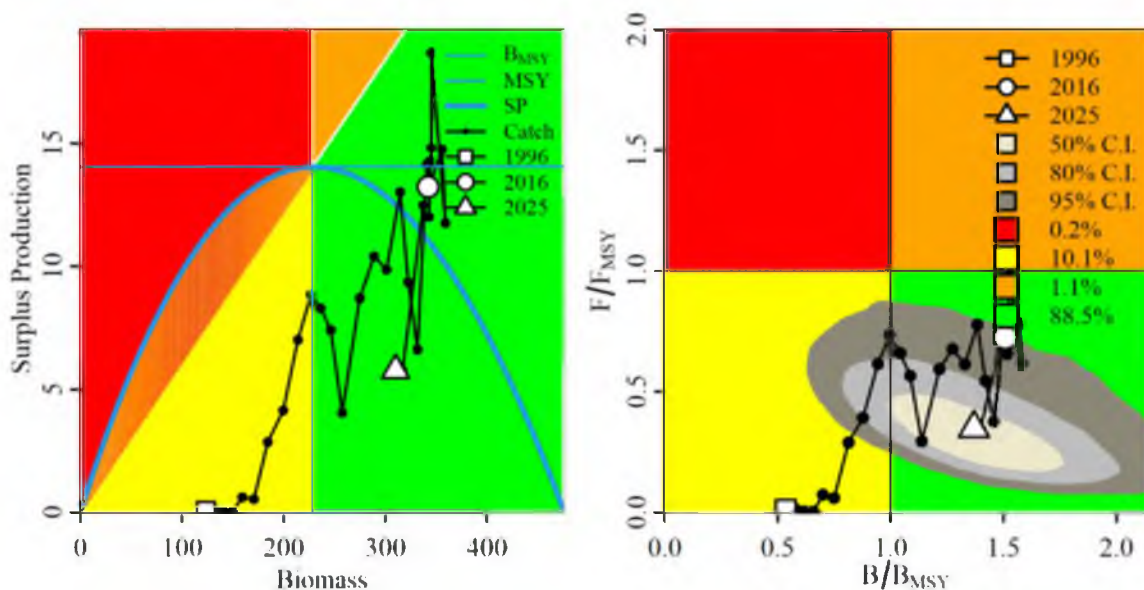 B_MSY
MSY
SP
Catch
1996
2016
2025
15
10
5
0
Surplus Production
0 100 200 300 400
Biomass
1996
2016
2025
50% C.I.
80% C.I.
95% C.I.
0.2%
10.1%
1.1%
88.5%
2.0
1.5
1.0
0.5
0.0
F/F_MSY
0.0 0.5 1.0 1.5 2.0
B/B_MSY